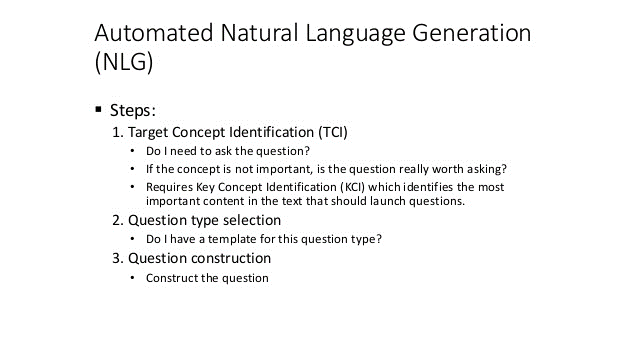 Automated Natural Language Generation
(NLG)
▪ Steps:
1. Target Concept Identification (TCI)
• Do I need to ask the question?
• If the concept is not important, is the question really worth asking?
• Requires Key Concept Identification (KCI) which identifies the most
important content in the text that should launch questions.
2. Question type selection
• Do I have a template for this question type?
3. Question construction
• Construct the question